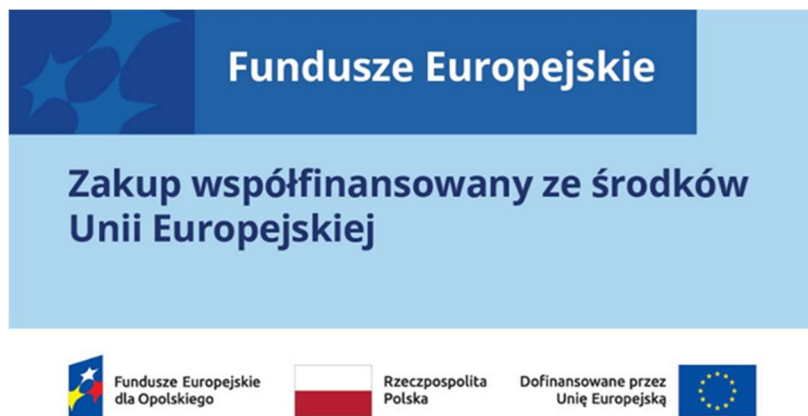 Fundusze Europejskie
Zakup współfinansowany ze środków
Unii Europejskiej
Fundusze Europejskie
dla Opolskiego
Rzeczpospolita
Polska
Dofinansowane przez
Unię Europejską